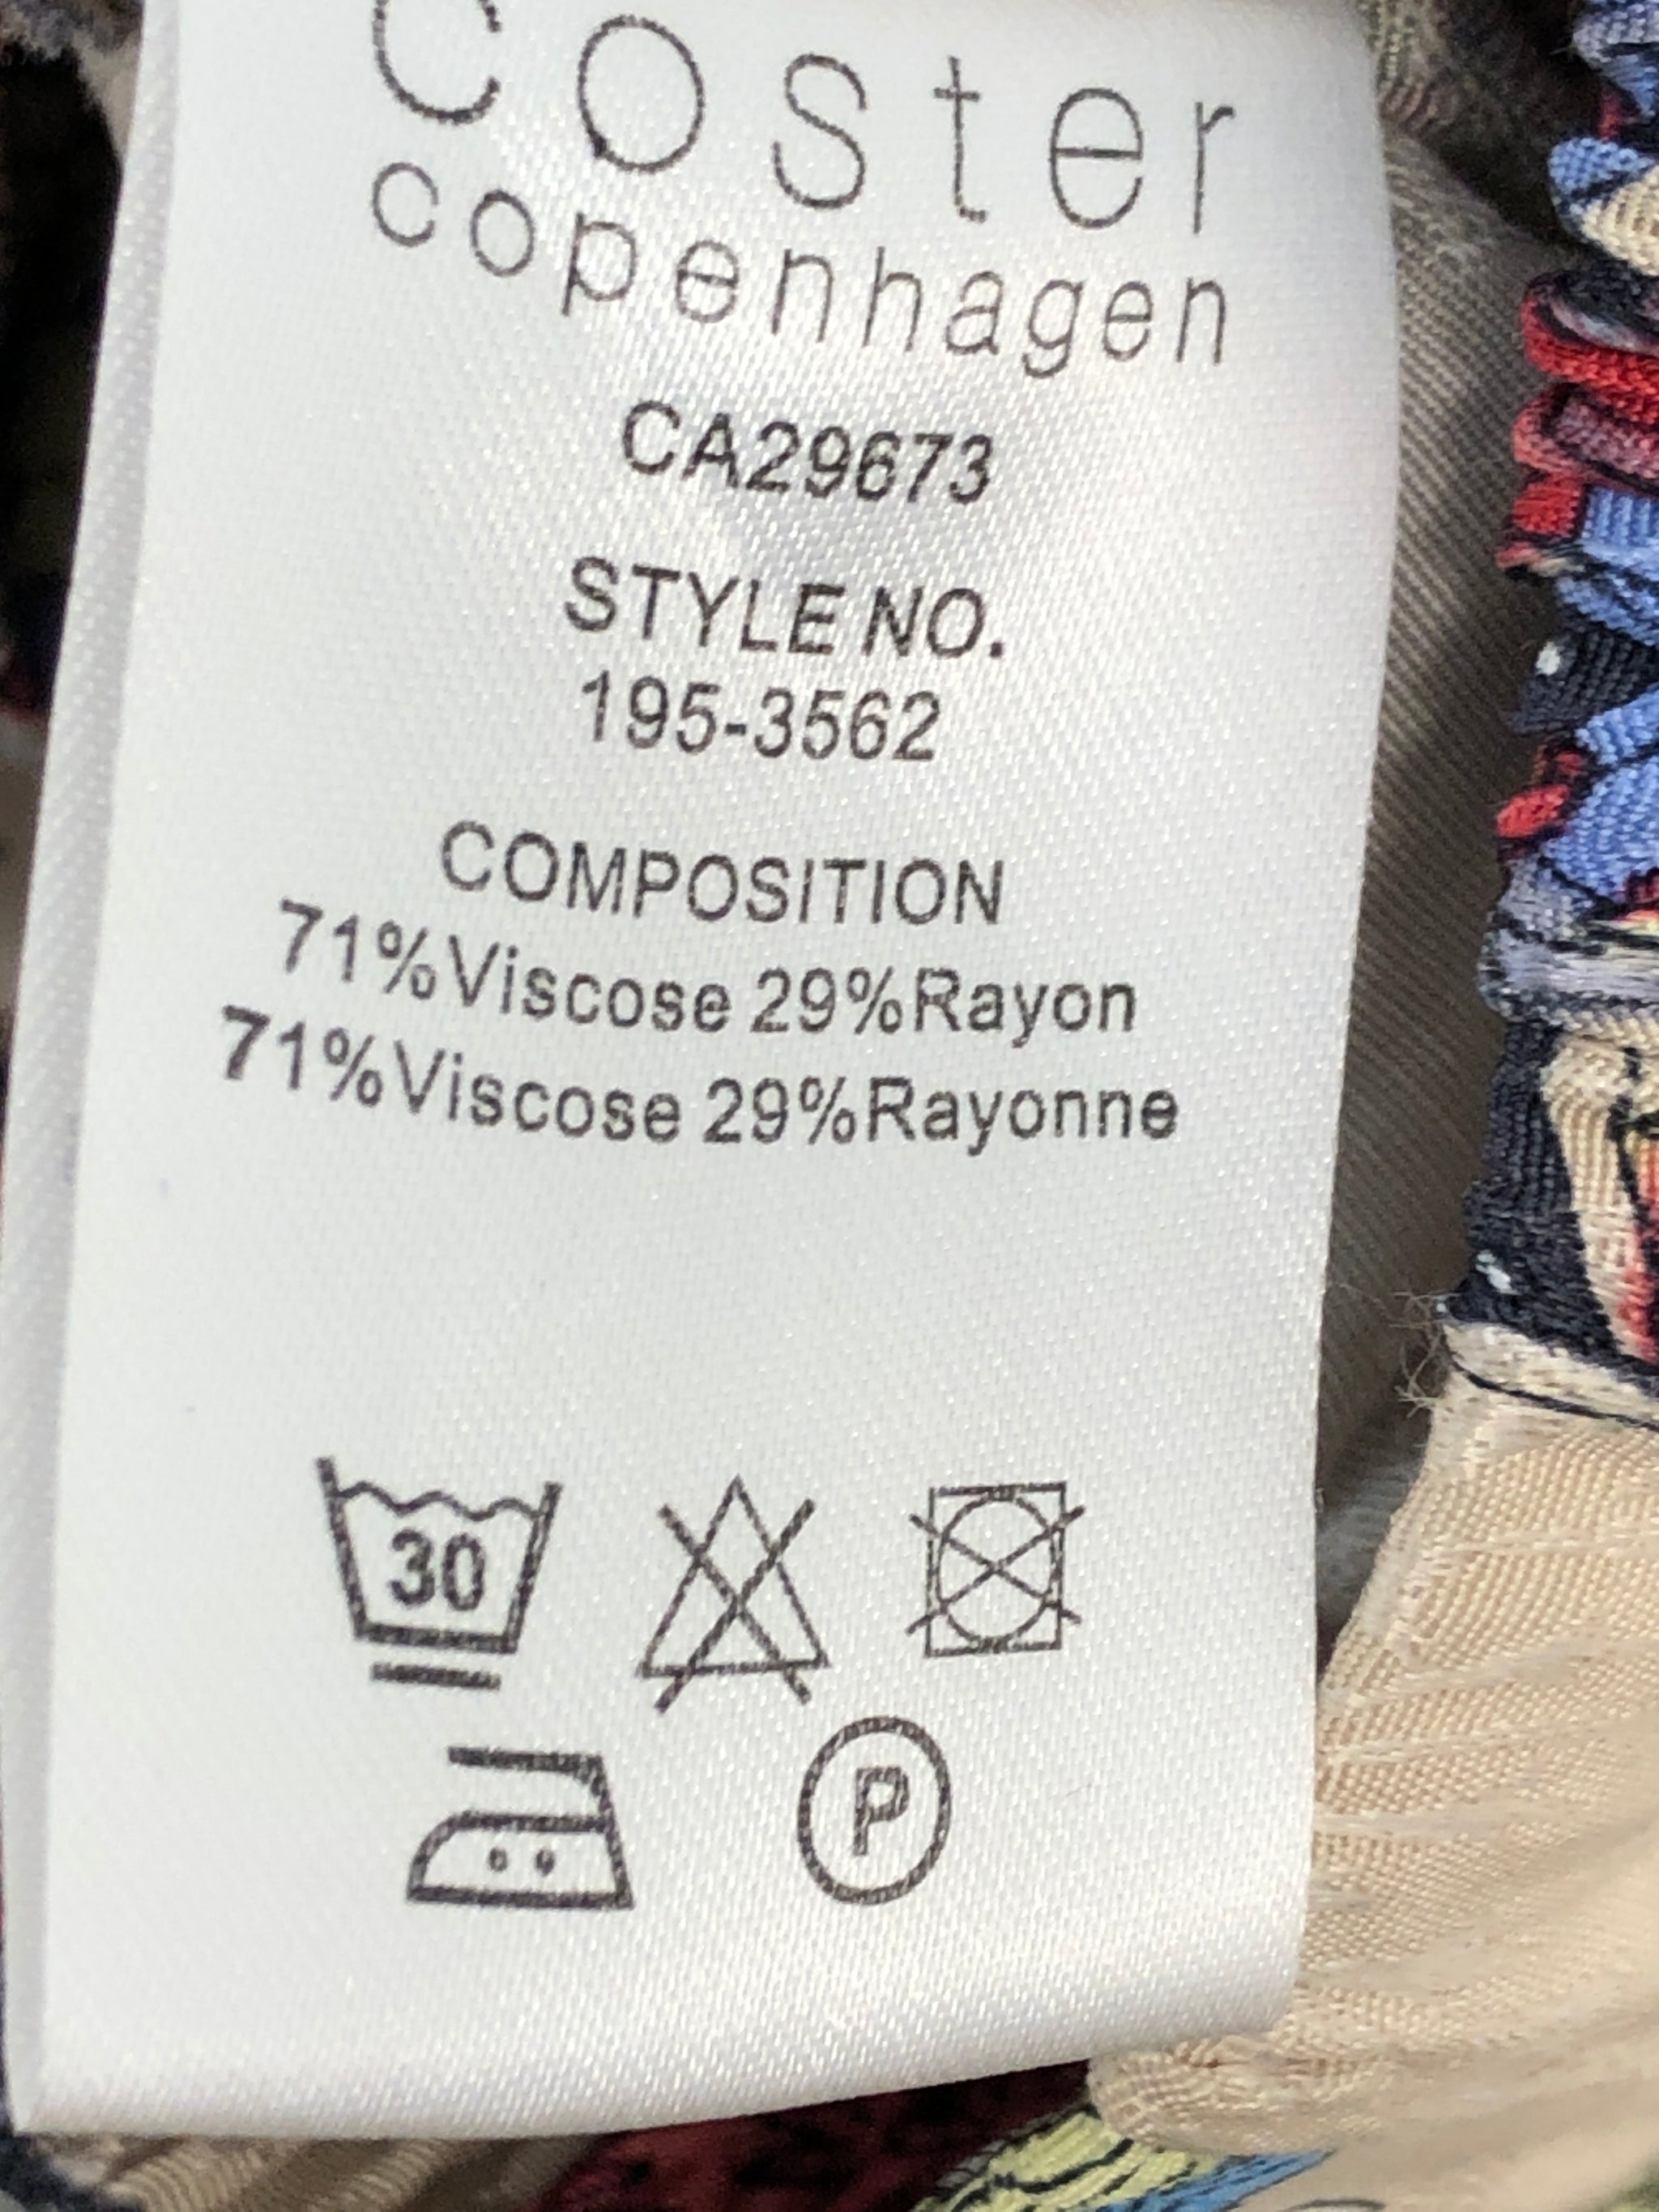 Coster
copenhagen
CA29673
STYLE NO.
195-3562
COMPOSITION
71%Viscose 29%Rayon
71%Viscose 29%Rayonne
30
P